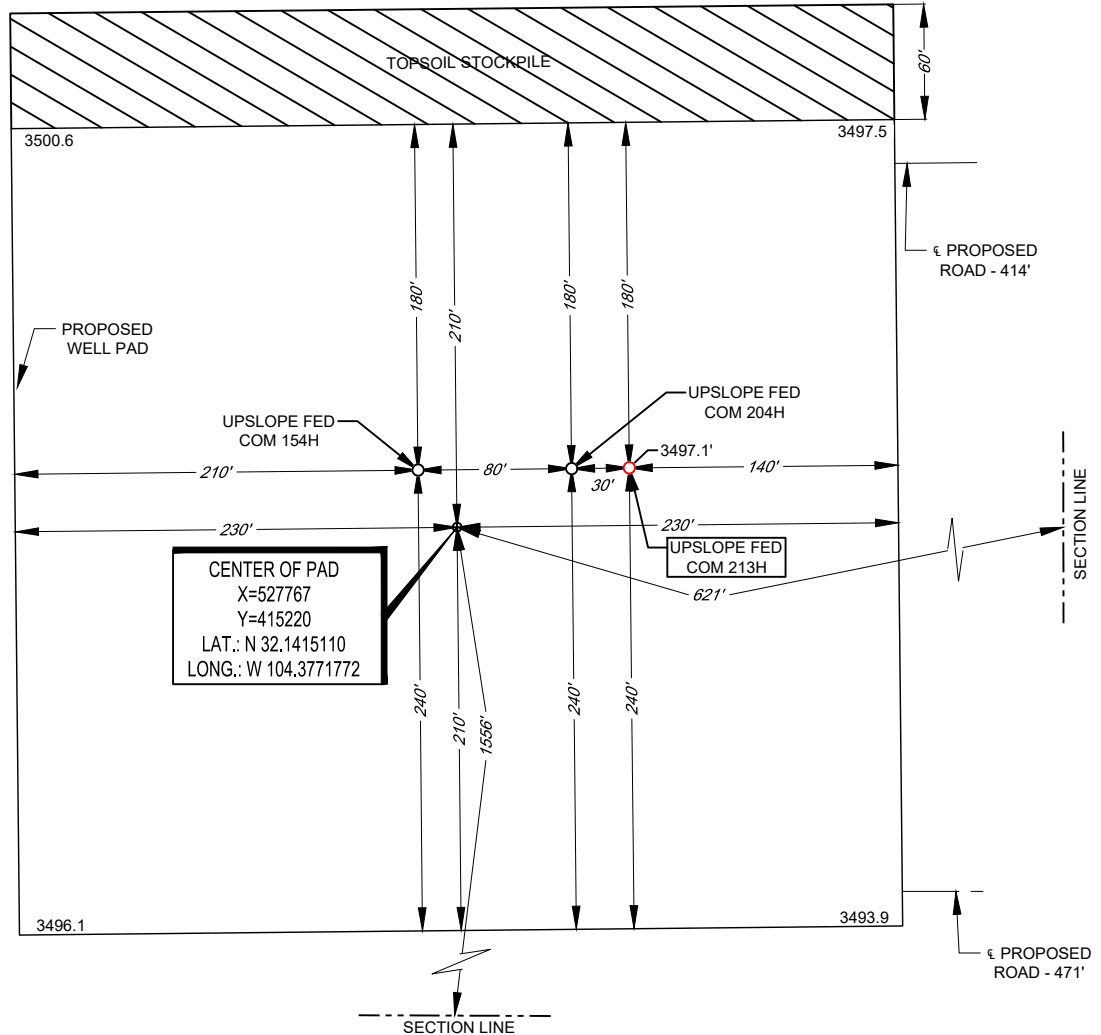 TOPSOIL STOCKPILE
60'
3500.6
3497.5
℄ PROPOSED
ROAD - 414'
180'
210'
180'
180'
PROPOSED
WELL PAD
UPSLOPE FED
COM 154H
UPSLOPE FED
COM 204H
3497.1'
210'
80'
30'
140'
230'
230'
UPSLOPE FED
COM 213H
621'
SECTION LINE
CENTER OF PAD
X=527767
Y=415220
LAT.: N 32.1415110
LONG.: W 104.3771772
240'
210'
1556'
240'
240'
3496.1
3493.9
℄ PROPOSED
ROAD - 471'
SECTION LINE